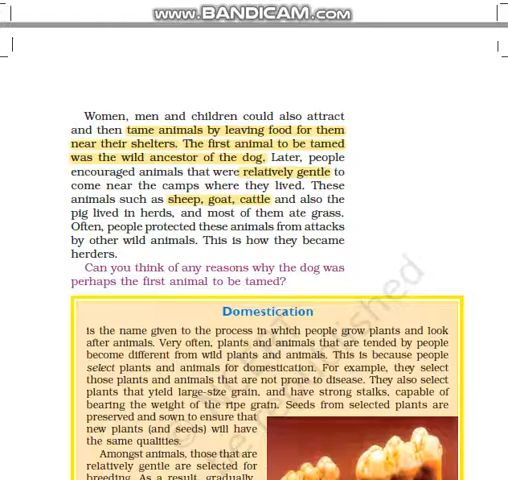 www.BANDICAM.com
Women, men and children could also attract
and then tame animals by leaving food for them
near their shelters. The first animal to be tamed
was the wild ancestor of the dog. Later, people
encouraged animals that were relatively gentle to
come near the camps where they lived. These
animals such as sheep, goat, cattle and also the
pig lived in herds, and most of them ate grass.
Often, people protected these animals from attacks
by other wild animals. This is how they became
herders.
Can you think of any reasons why the dog was
perhaps the first animal to be tamed?
Domestication
is the name given to the process in which people grow plants and look
after animals. Very often, plants and animals that are tended by people
become different from wild plants and animals. This is because people
select plants and animals for domestication. For example, they select
those plants and animals that are not prone to disease. They also select
plants that yield large-size grain, and have strong stalks, capable of
bearing the weight of the ripe grain. Seeds from selected plants are
preserved and sown to ensure that
new plants (and seeds) will have
the same qualities.
Amongst animals, those that are
relatively gentle are selected for
breeding. As a result, gradually,